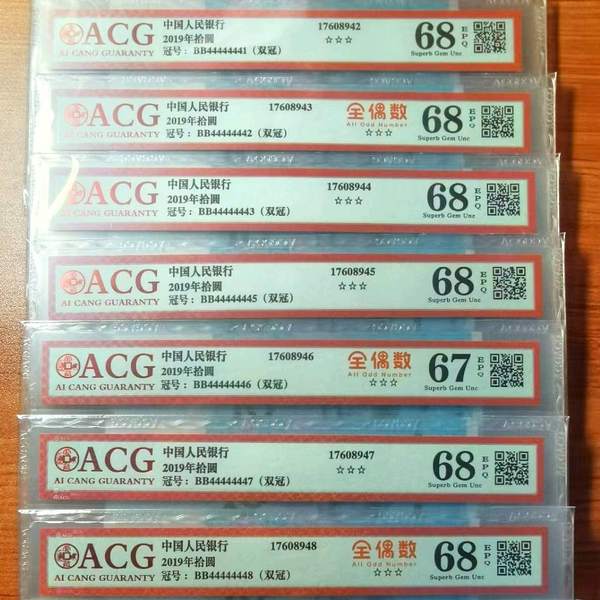 ACG
AI CANG GUARANTY
中国人民银行 17608942
2019年拾圆
冠号: BB44444441 (双冠) ☆☆☆
68 EPQ
Superb Gem Unc
ACG
AI CANG GUARANTY
中国人民银行 17608943
2019年拾圆
冠号: BB44444442 (双冠)
全偶数
All Odd Number
☆☆☆
68 EPQ
Superb Gem Unc
ACG
AI CANG GUARANTY
中国人民银行 17608944
2019年拾圆
冠号: BB44444443 (双冠) ☆☆☆
68 EPQ
Superb Gem Unc
ACG
AI CANG GUARANTY
中国人民银行 17608945
2019年拾圆
冠号: BB44444445 (双冠) ☆☆☆
68 EPQ
Superb Gem Unc
ACG
AI CANG GUARANTY
中国人民银行 17608946
2019年拾圆
冠号: BB44444446 (双冠)
全偶数
All Odd Number
☆☆☆
67 EPQ
Superb Gem Unc
ACG
AI CANG GUARANTY
中国人民银行 17608947
2019年拾圆
冠号: BB44444447 (双冠) ☆☆☆
68 EPQ
Superb Gem Unc
ACG
AI CANG GUARANTY
中国人民银行 17608948
2019年拾圆
冠号: BB44444448 (双冠)
全偶数
All Odd Number
☆☆☆
68 EPQ
Superb Gem Unc